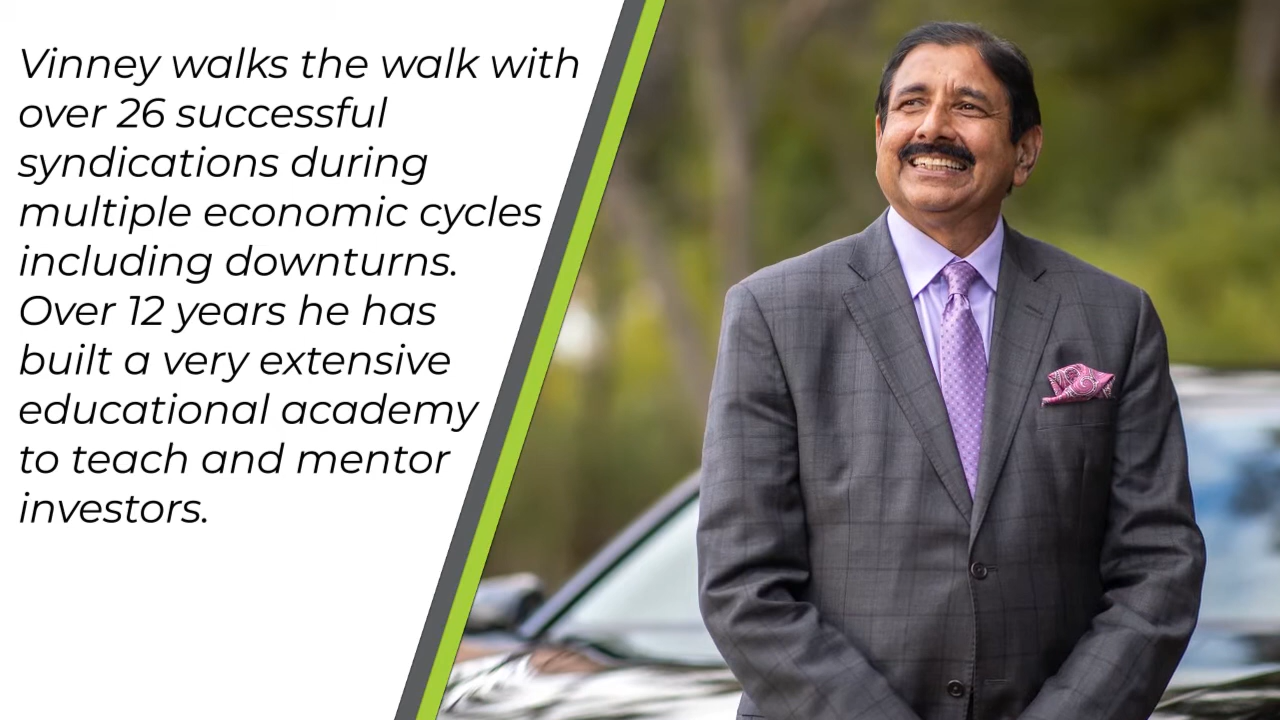 Vinney walks the walk with
over 26 successful
syndications during
multiple economic cycles
including downturns.
Over 12 years he has
built a very extensive
educational academy
to teach and mentor
investors.